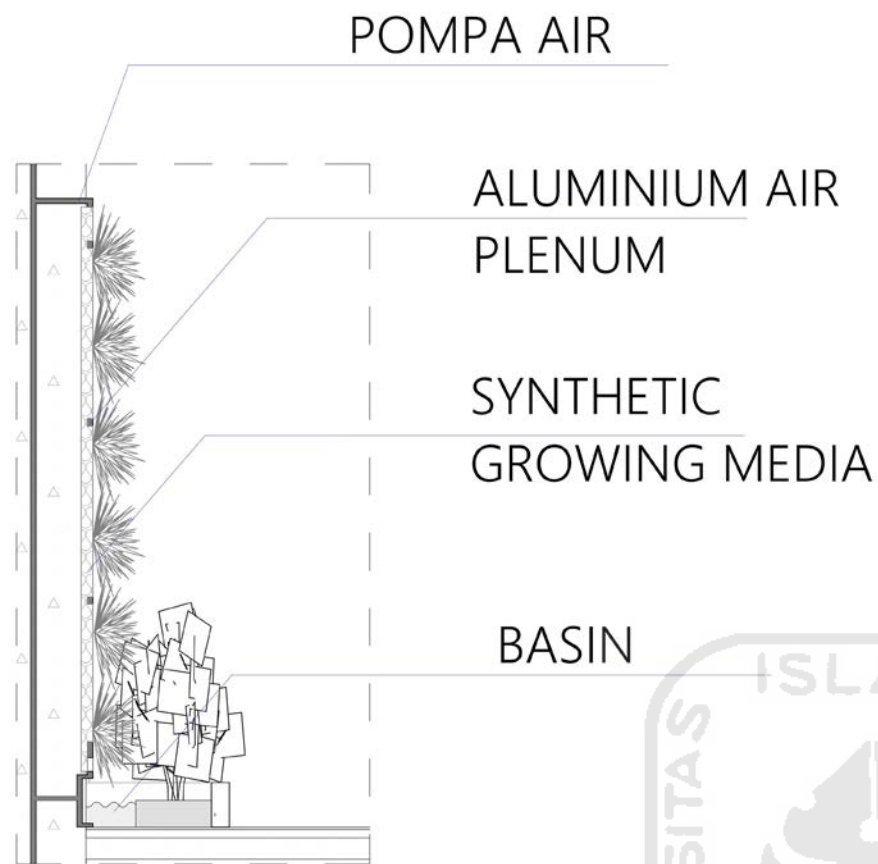 POMPA AIR
ALUMINIUM AIR
PLENUM
SYNTHETIC
GROWING MEDIA
BASIN